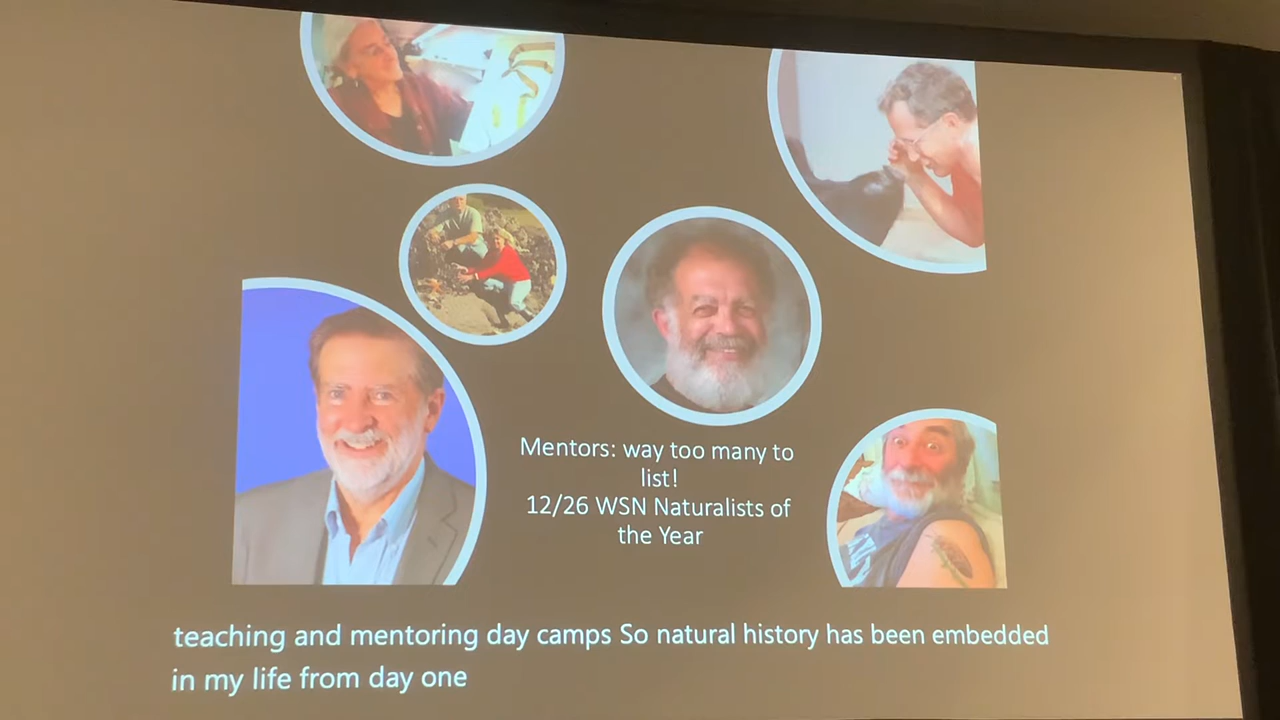 Mentors: way too many to
list!
12/26 WSN Naturalists of
the Year
teaching and mentoring day camps So natural history has been embedded
in my life from day one